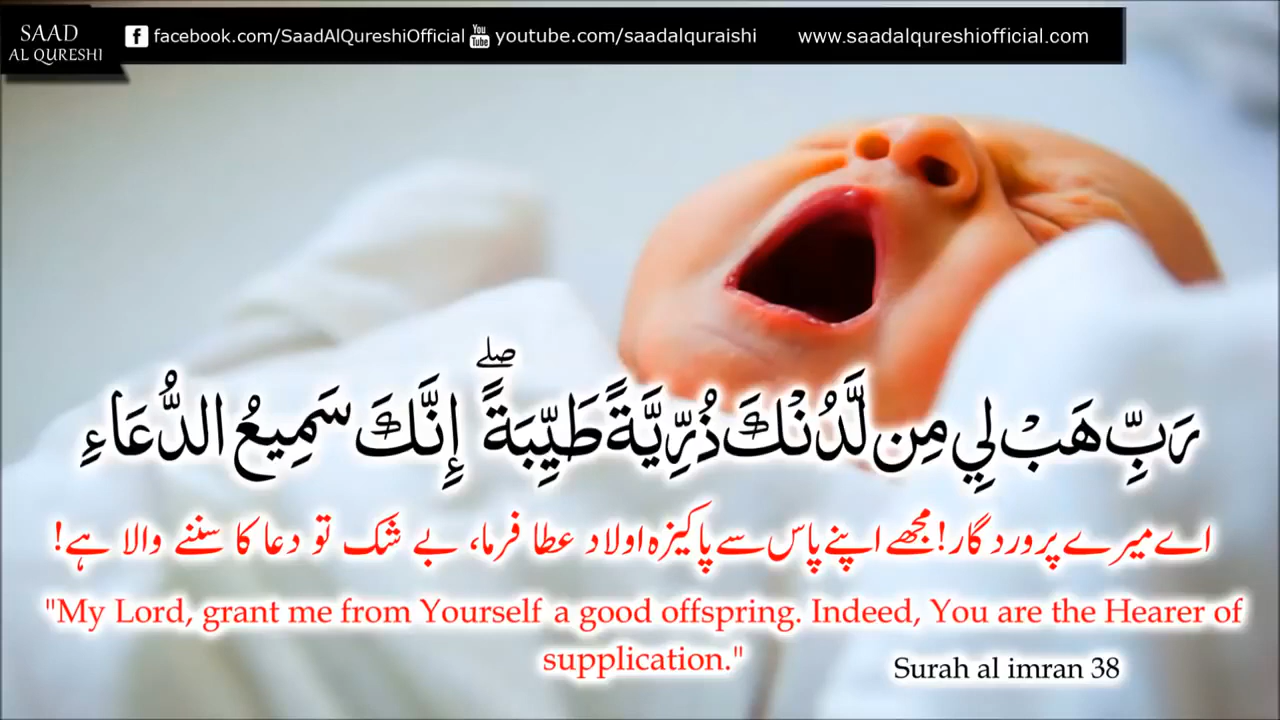 SAAD
AL QURESHI
facebook.com/SaadAlQureshiOfficial
You
Tube
youtube.com/saadalquraishi
www.saadalqureshiofficial.com
رَبِّ هَبْ لِي مِن لَّدُنْكَ ذُرِّيَّةً طَيِّبَةً ۖ إِنَّكَ سَمِيعُ الدُّعَاءِ
اے میرے پروردگار! مجھے اپنے پاس سے پاکیزہ اولاد عطا فرما، بے شک تو دعا کا سننے والا ہے!
"My Lord, grant me from Yourself a good offspring. Indeed, You are the Hearer of
supplication."
Surah al imran 38